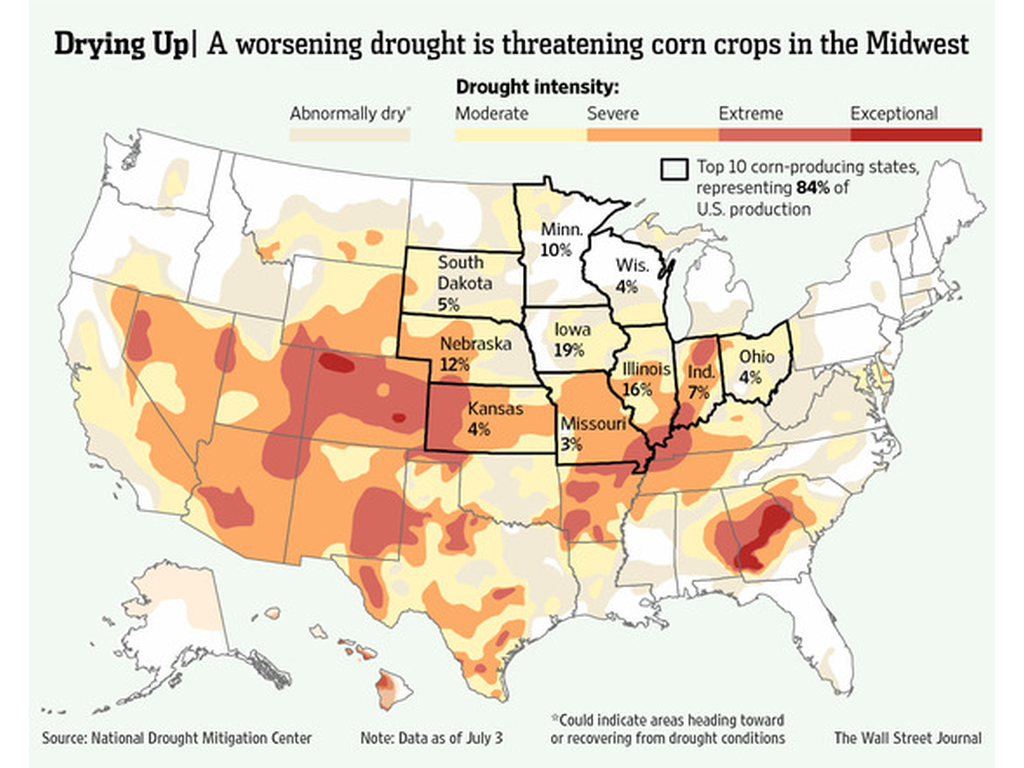 Drying Up| A worsening drought is threatening corn crops in the Midwest
Drought intensity:
Abnormally dry* Moderate Severe Extreme Exceptional
Top 10 corn-producing states,
representing 84% of
U.S. production
Minn.
10%
Wis.
4%
South
Dakota
5%
Iowa
19%
Nebraska
12%
Illinois
16%
Ind.
7%
Ohio
4%
Kansas
4%
Missouri
3%
*Could indicate areas heading toward
or recovering from drought conditions
Source: National Drought Mitigation Center
Note: Data as of July 3
The Wall Street Journal